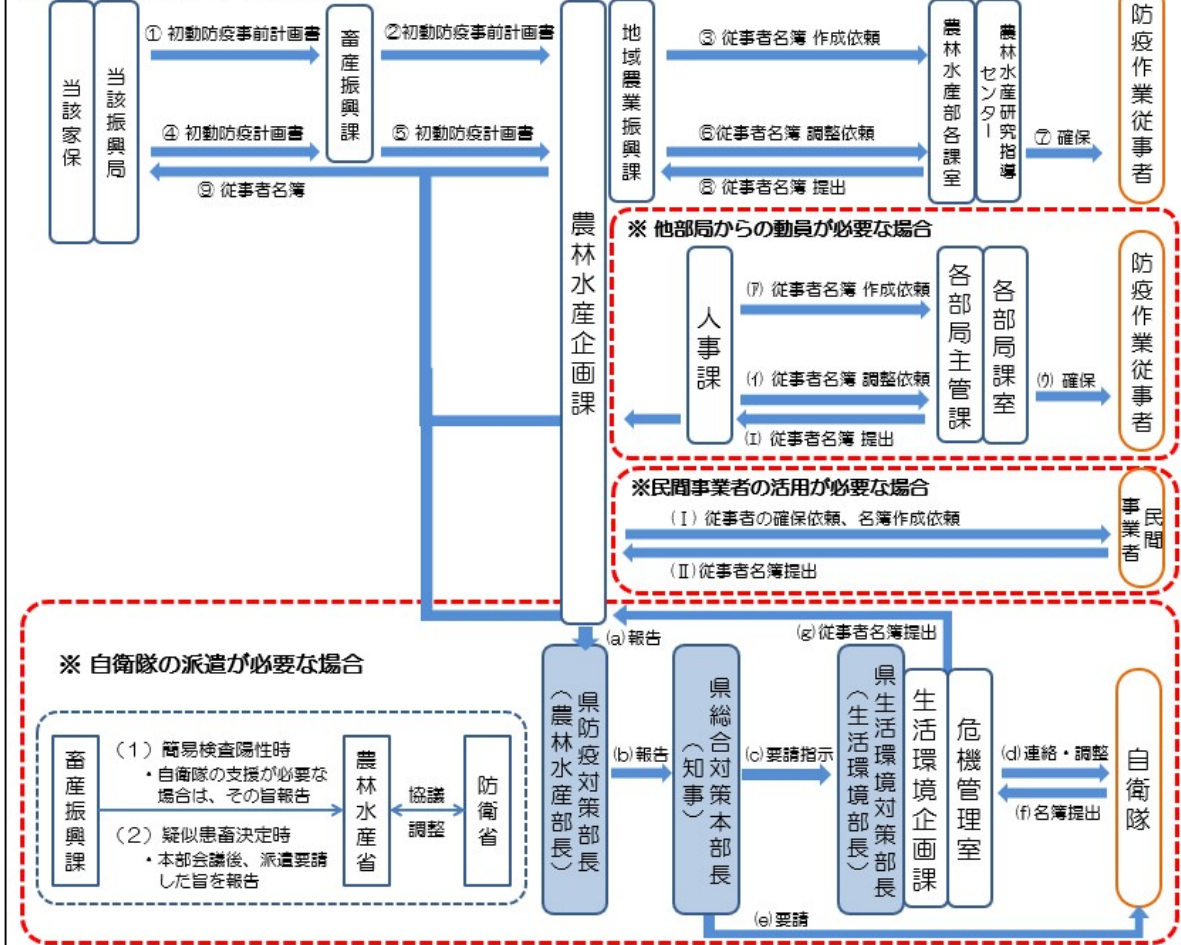 ① 初動防疫事前計画書
②初動防疫事前計画書
③ 従事者名簿 作成依頼
④ 初動防疫計画書
⑤ 初動防疫計画書
⑥従事者名簿 調整依頼
⑦ 確保
⑧ 従事者名簿 提出
⑨ 従事者名簿
当該家保
当該振興局
畜産振興課
農林水産企画課
地域農業振興課
農林水産部各課室
農林水産研究指導
センター
防疫作業従事者
※ 他部局からの動員が必要な場合
人事課
(ｱ) 従事者名簿 作成依頼
(ｲ) 従事者名簿 調整依頼
(ｴ) 従事者名簿 提出
各部局主管課
各部局課室
(ｳ) 確保
防疫作業従事者
※民間事業者の活用が必要な場合
(Ⅰ) 従事者の確保依頼、名簿作成依頼
(Ⅱ)従事者名簿提出
民間
事業者
※ 自衛隊の派遣が必要な場合
(a)報告
(g)従事者名簿提出
畜産振興課
（１）簡易検査陽性時
・自衛隊の支援が必要な
場合は、その旨報告
（２）疑似患畜決定時
・本部会議後、派遣要請
した旨を報告
農林水産省
協議
調整
防衛省
県防疫対策部長
（農林水産部長）
(b)報告
県総合対策本部長
（知事）
(c)要請指示
県生活環境対策部長
（生活環境部長）
生活環境企画課
危機管理室
(d)連絡・調整
(f)名簿提出
自衛隊
(e)要請